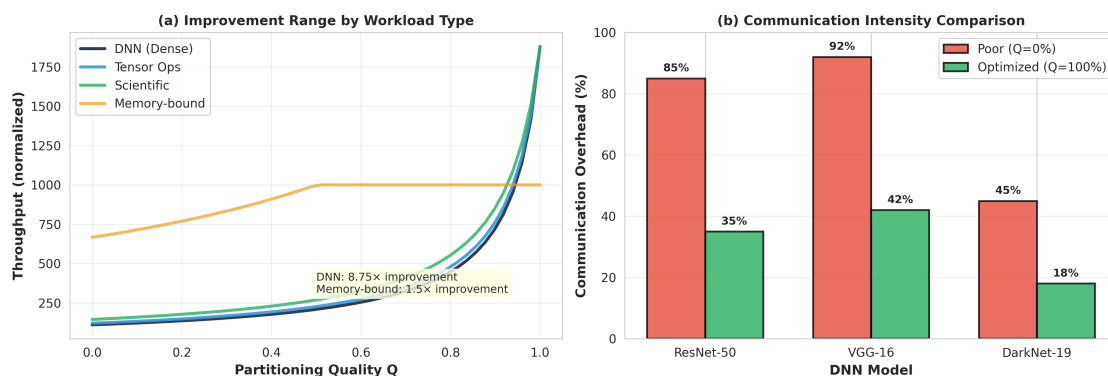 (a) Improvement Range by Workload Type
Throughput (normalized)
1750
1500
1250
1000
750
500
250
DNN (Dense)
Tensor Ops
Scientific
Memory-bound
DNN: 8.75× improvement
Memory-bound: 1.5× improvement
0.0 0.2 0.4 0.6 0.8 1.0
Partitioning Quality Q
(b) Communication Intensity Comparison
Communication Overhead (%)
100
80
60
40
20
0
Poor (Q=0%)
Optimized (Q=100%)
85%
35%
92%
42%
45%
18%
ResNet-50 VGG-16 DarkNet-19
DNN Model